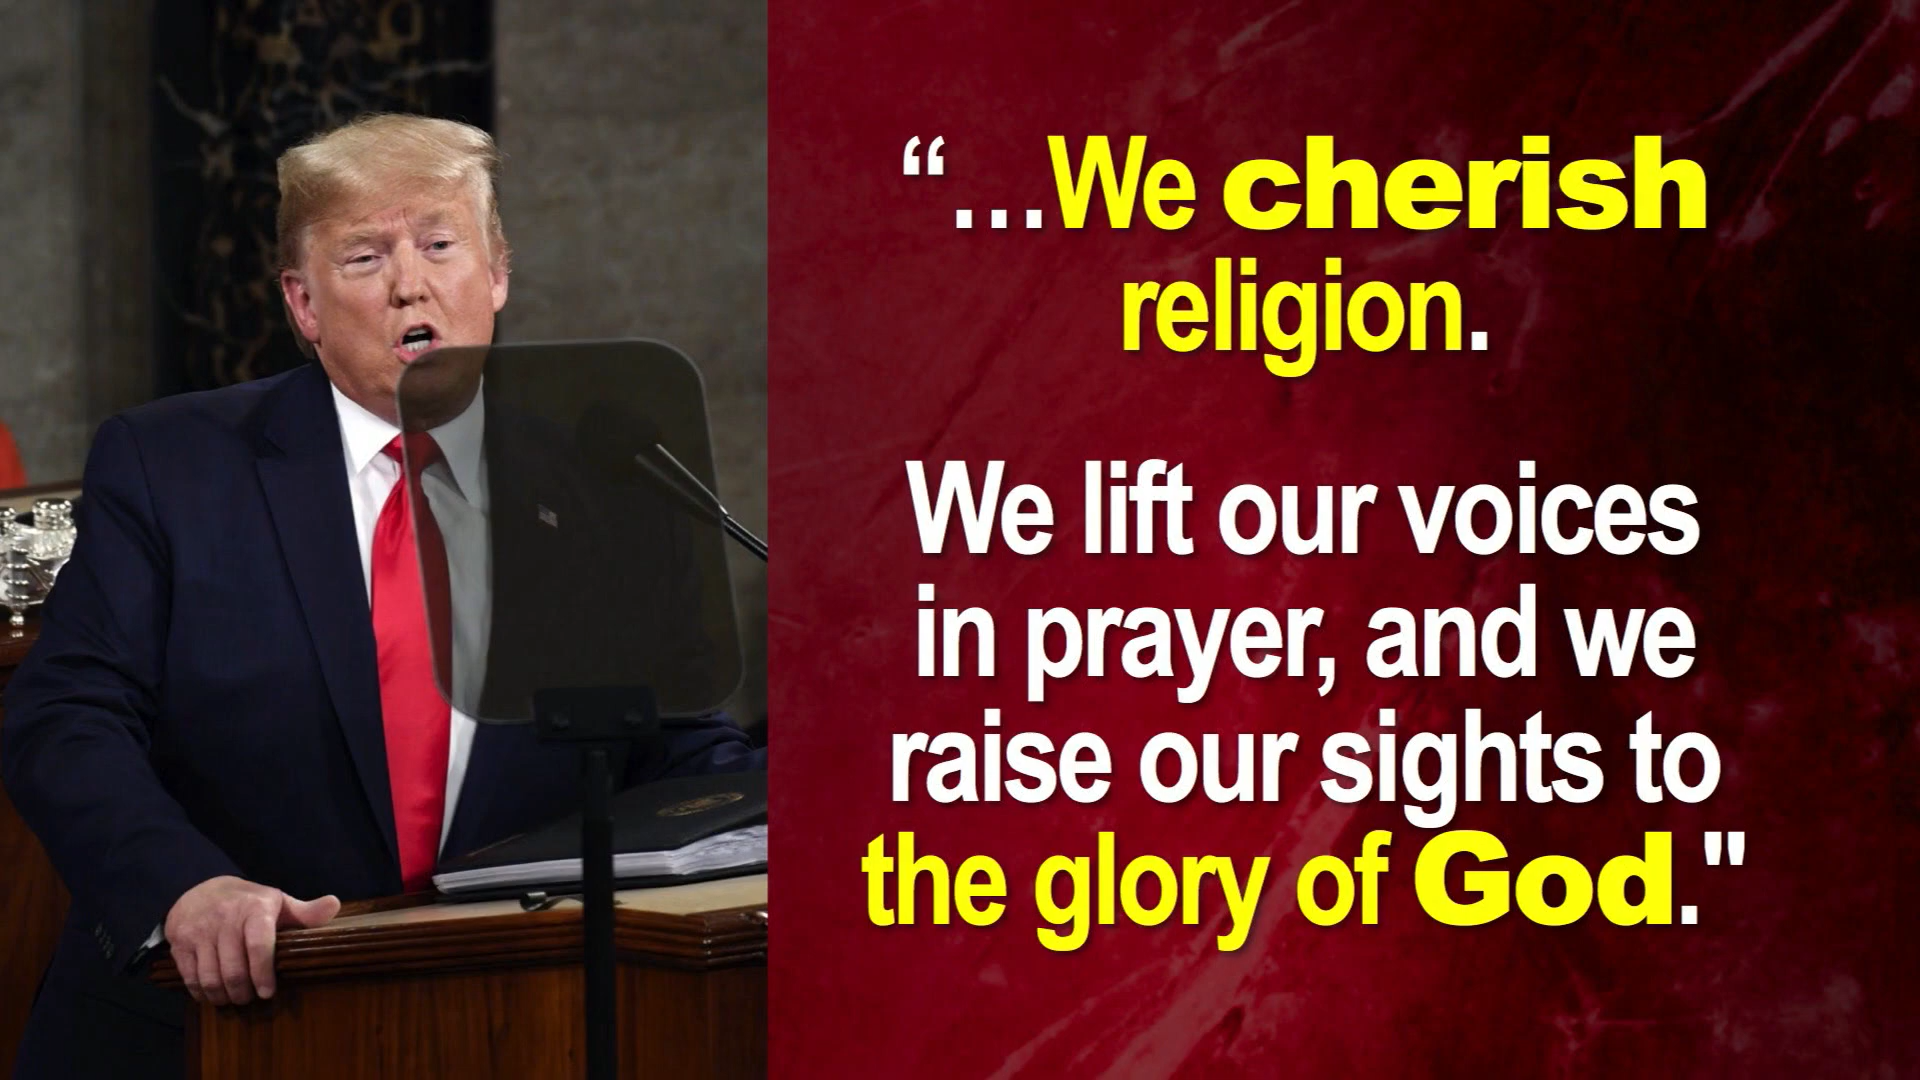 “…We cherish
religion.
We lift our voices
in prayer, and we
raise our sights to
the glory of God."